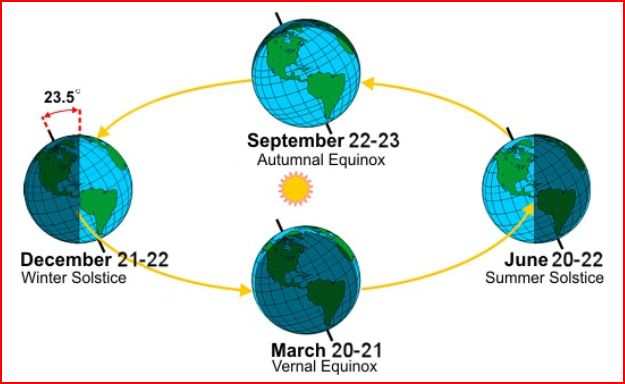 23.5°
September 22-23
Autumnal Equinox
December 21-22
Winter Solstice
June 20-22
Summer Solstice
March 20-21
Vernal Equinox